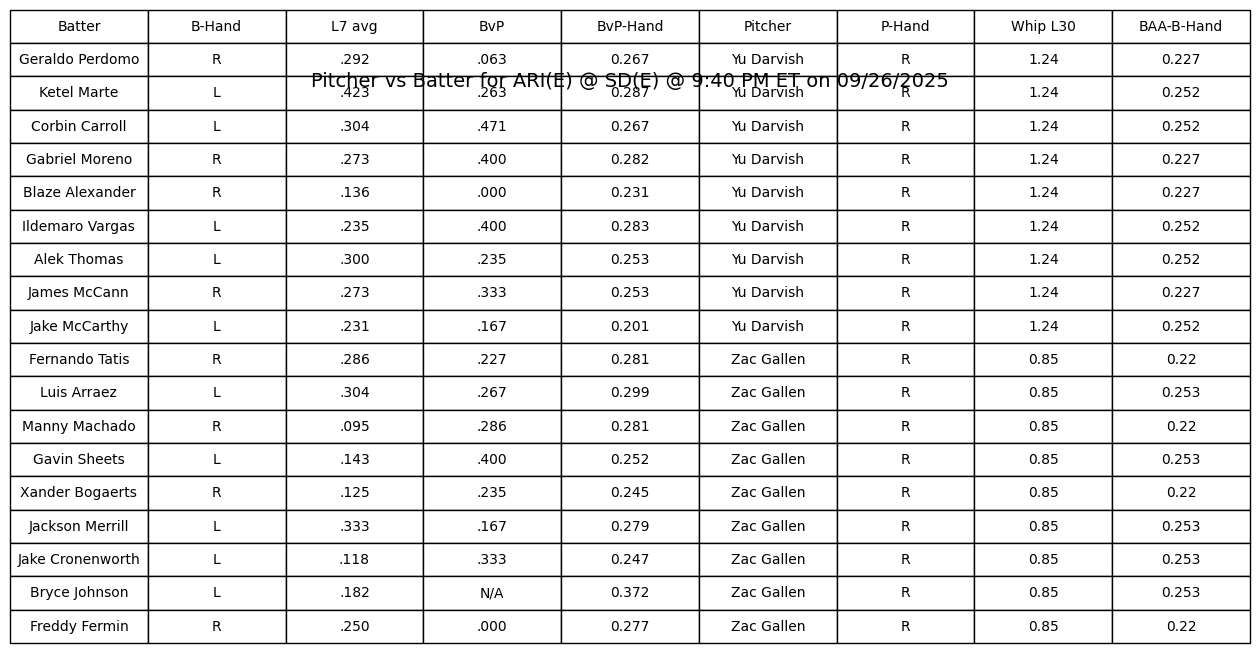 Batter B-Hand L7 avg BvP BvP-Hand Pitcher P-Hand Whip L30 BAA-B-Hand
Geraldo Perdomo R .292 .063 0.267 Yu Darvish R 1.24 0.227
Pitcher vs Batter for ARI(E) @ SD(E) @ 9:40 PM ET on 09/26/2025
Ketel Marte L .423 .263 0.287 Yu Darvish R 1.24 0.252
Corbin Carroll L .304 .471 0.267 Yu Darvish R 1.24 0.252
Gabriel Moreno R .273 .400 0.282 Yu Darvish R 1.24 0.227
Blaze Alexander R .136 .000 0.231 Yu Darvish R 1.24 0.227
Ildemaro Vargas L .235 .400 0.283 Yu Darvish R 1.24 0.252
Alek Thomas L .300 .235 0.253 Yu Darvish R 1.24 0.252
James McCann R .273 .333 0.253 Yu Darvish R 1.24 0.227
Jake McCarthy L .231 .167 0.201 Yu Darvish R 1.24 0.252
Fernando Tatis R .286 .227 0.281 Zac Gallen R 0.85 0.22
Luis Arraez L .304 .267 0.299 Zac Gallen R 0.85 0.253
Manny Machado R .095 .286 0.281 Zac Gallen R 0.85 0.22
Gavin Sheets L .143 .400 0.252 Zac Gallen R 0.85 0.253
Xander Bogaerts R .125 .235 0.245 Zac Gallen R 0.85 0.22
Jackson Merrill L .333 .167 0.279 Zac Gallen R 0.85 0.253
Jake Cronenworth L .118 .333 0.247 Zac Gallen R 0.85 0.253
Bryce Johnson L .182 N/A 0.372 Zac Gallen R 0.85 0.253
Freddy Fermin R .250 .000 0.277 Zac Gallen R 0.85 0.22